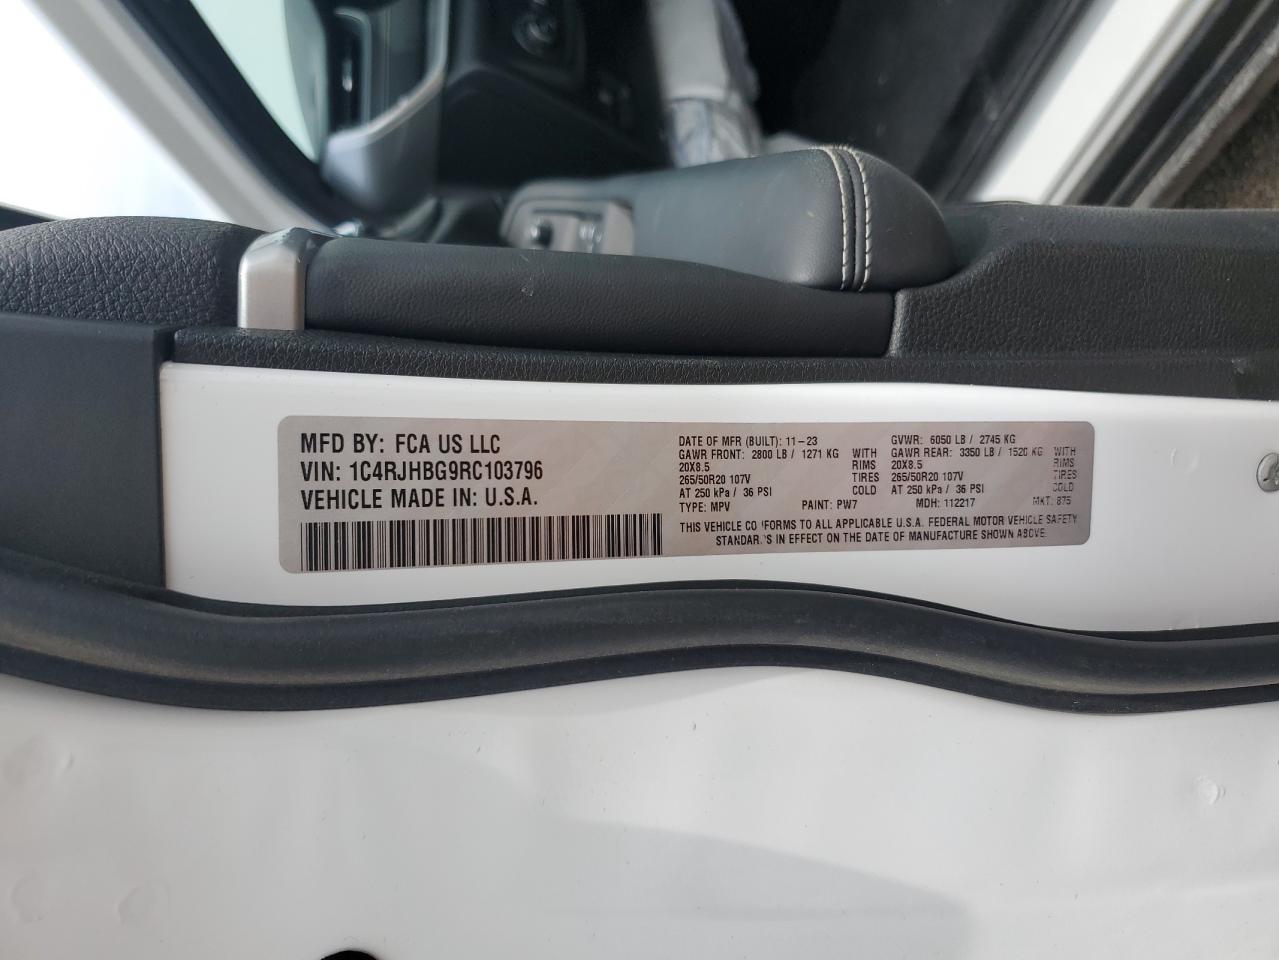 MFD BY: FCA US LLC
VIN: 1C4RJHBG9RC103796
VEHICLE MADE IN: U.S.A.
DATE OF MFR (BUILT): 11-23
GAWR FRONT: 2800 LB / 1271 KG WITH
20X8.5 RIMS
265/50R20 107V TIRES
AT 250 kPa / 36 PSI COLD
TYPE: MPV PAINT: PW7
GVWR: 6050 LB / 2745 KG
GAWR REAR: 3350 LB / 1520 KG WITH
20X8.5 RIMS
265/50R20 107V TIRES
AT 250 kPa / 36 PSI COLD
MDH: 112217 MKT: 875
THIS VEHICLE CO IFORMS TO ALL APPLICABLE U.S.A. FEDERAL MOTOR VEHICLE SAFETY
STANDAR.'S IN EFFECT ON THE DATE OF MANUFACTURE SHOWN ABOVE.